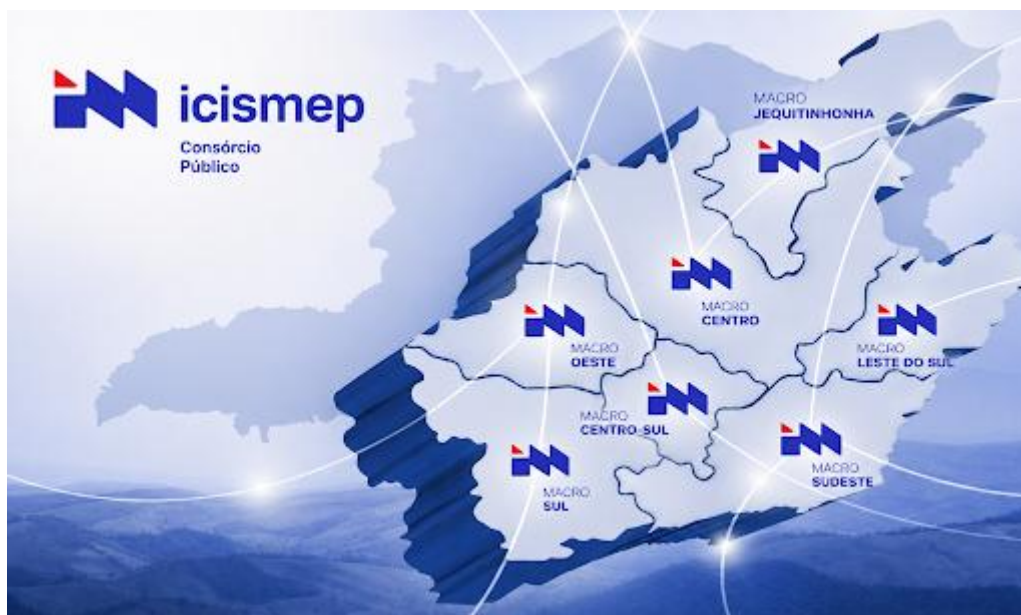 icismep
Consórcio
Público
MACRO
JEQUITINHONHA
MACRO
CENTRO
MACRO
OESTE
MACRO
LESTE DO SUL
MACRO
CENTRO-SUL
MACRO
SUDESTE
MACRO
SUL